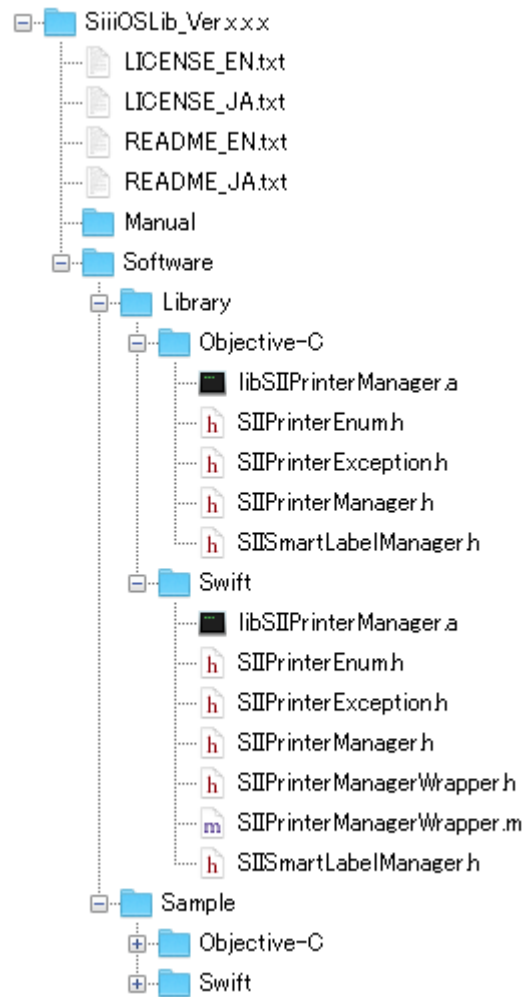 SiiiOSLib_Ver.x.x.x
LICENSE_EN.txt
LICENSE_JA.txt
README_EN.txt
README_JA.txt
Manual
Software
Library
Objective-C
libSIIPrinterManager.a
h SIIPrinterEnum.h
h SIIPrinterException.h
h SIIPrinterManager.h
h SIISmartLabelManager.h
Swift
libSIIPrinterManager.a
h SIIPrinterEnum.h
h SIIPrinterException.h
h SIIPrinterManager.h
h SIIPrinterManagerWrapper.h
m SIIPrinterManagerWrapper.m
h SIISmartLabelManager.h
Sample
Objective-C
Swift